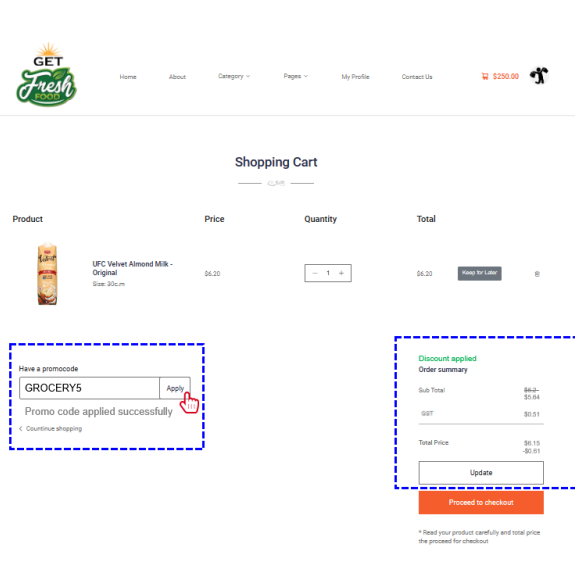 GET
Fresh
FOOD
Home About Category Pages My Profile Contact Us $250.00
Shopping Cart
Product Price Quantity Total
UFC Velvet Almond Milk -
Original
Size: 30c.m
$6.20 − 1 + $6.20 Keep for Later
Have a promocode
GROCERY5 Apply
Promo code applied successfully
< Countinue shopping
Discount applied
Order summary
Sub Total $6.2-
$5.64
GST $0.51
Total Price $6.15
-$0.61
Update
Proceed to checkout
* Read your product carefully and total price
the proceed for checkout